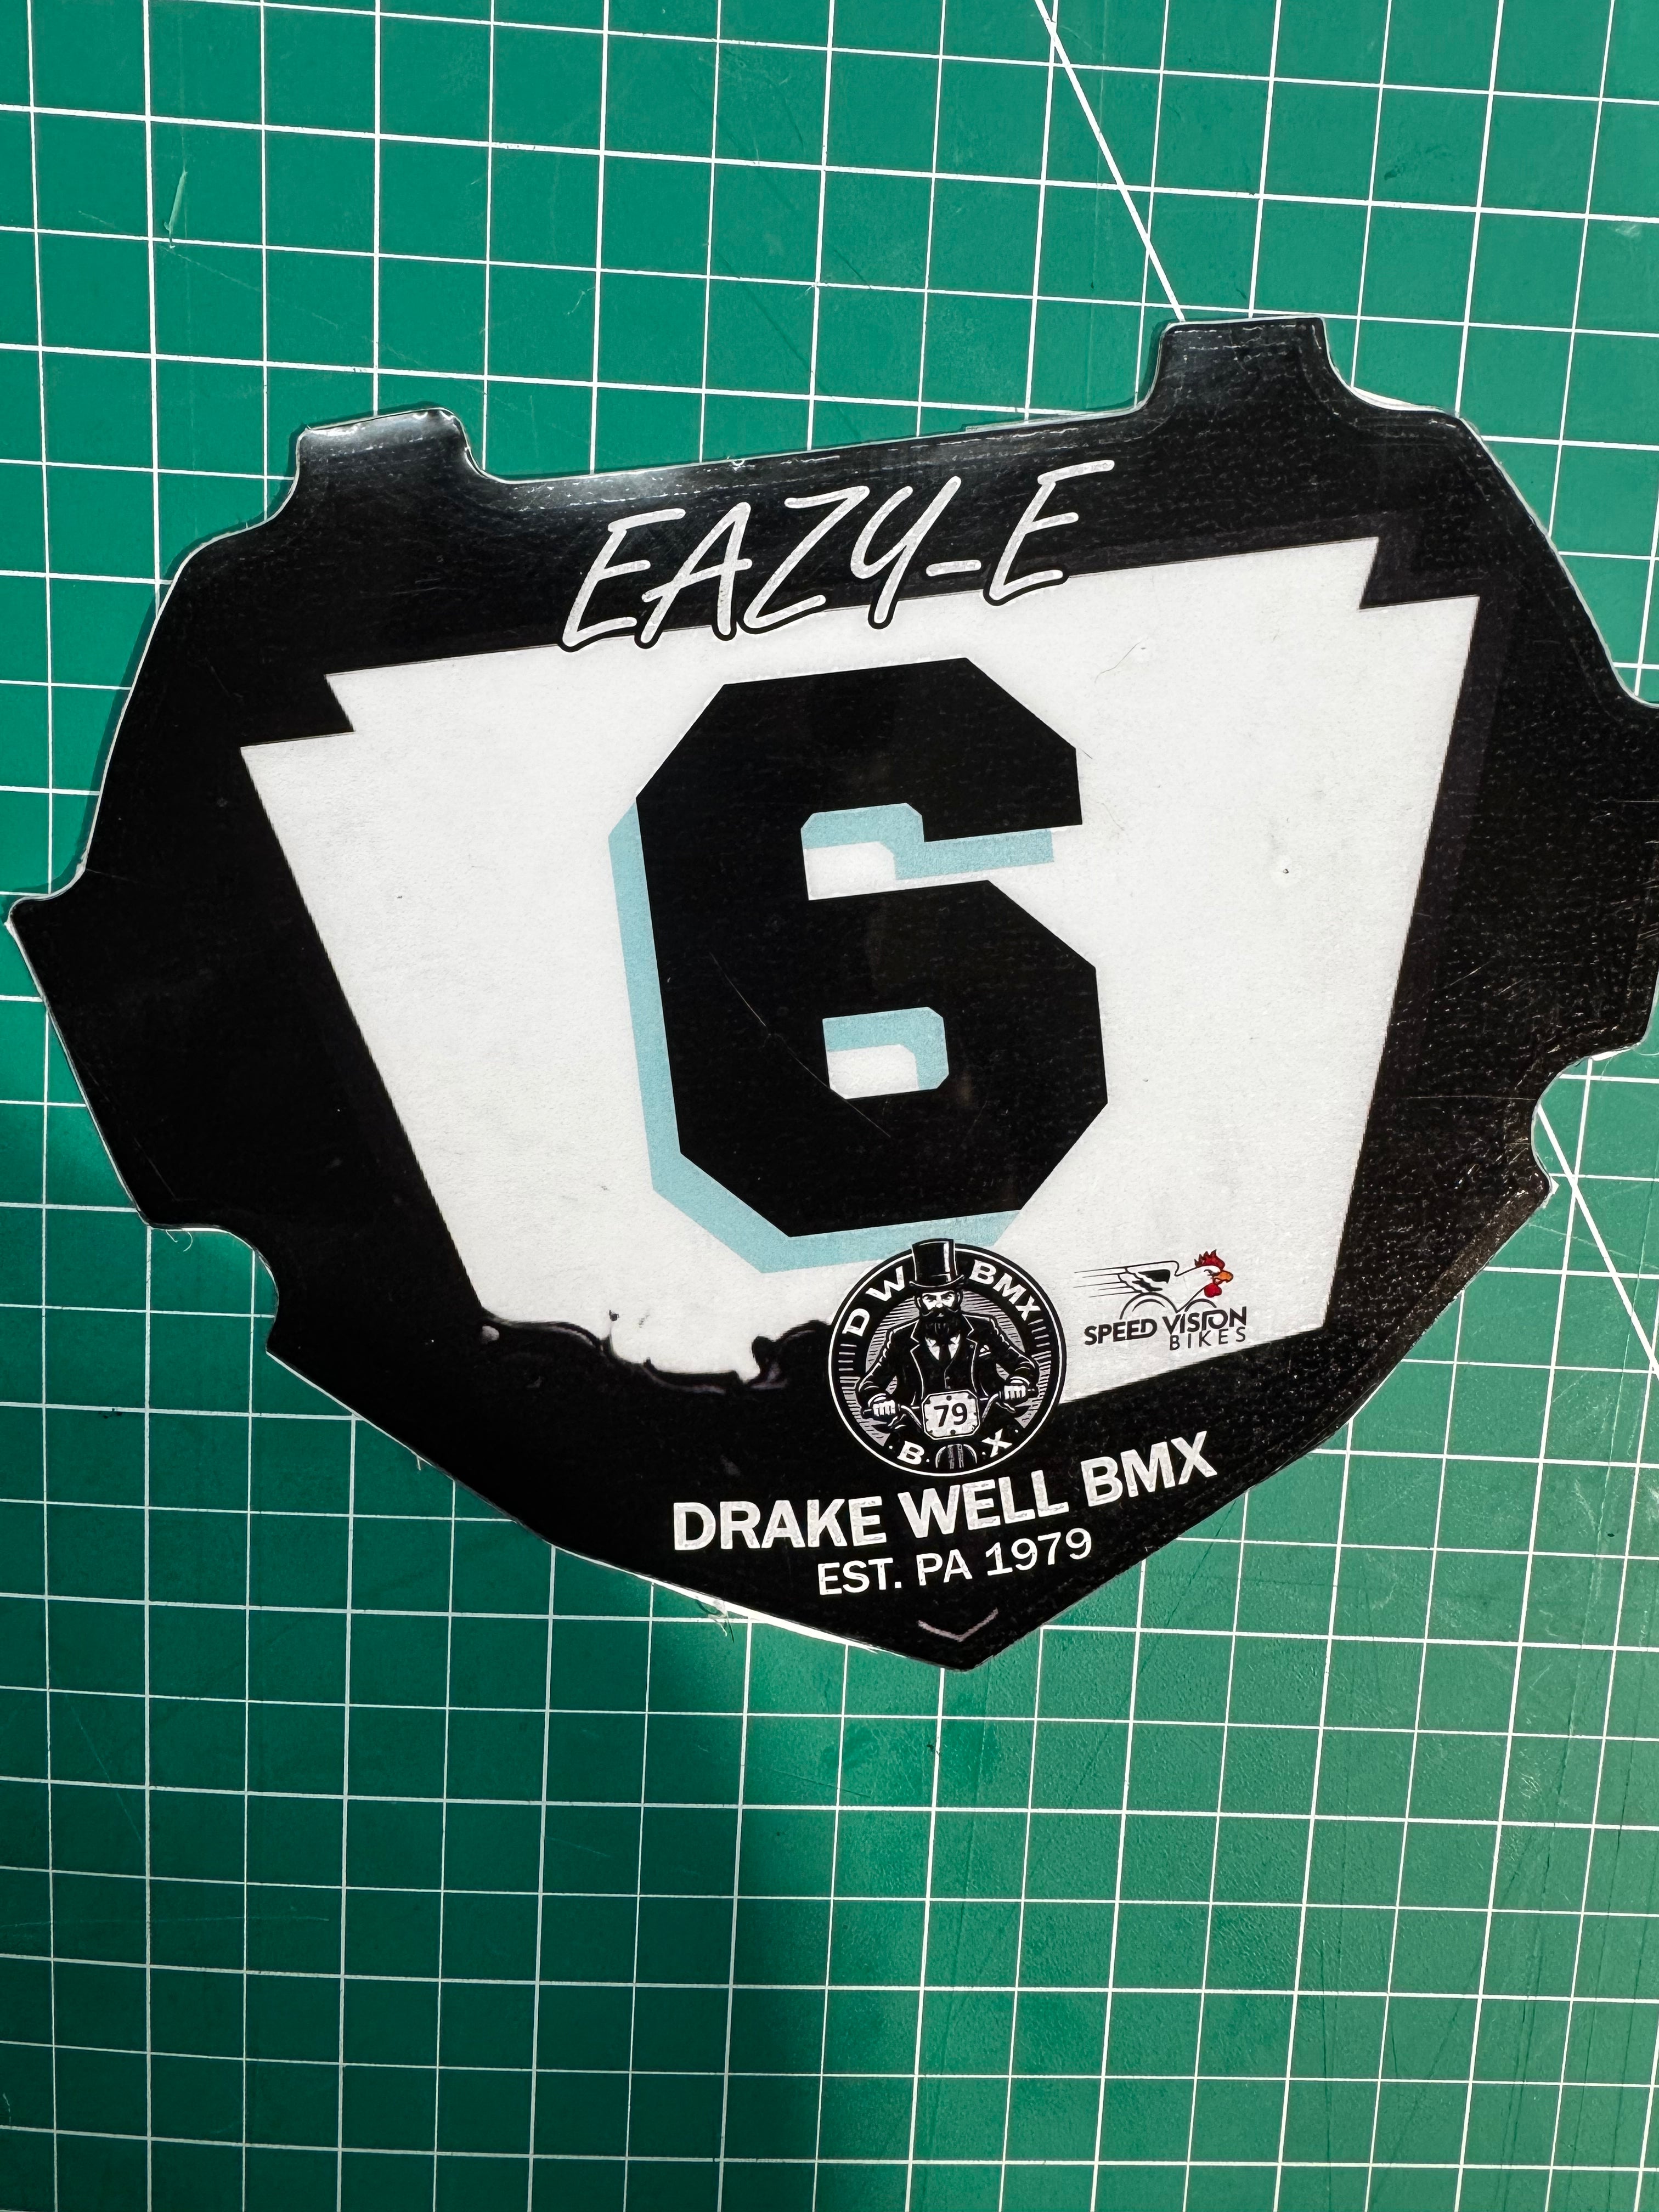 EAZY-E
6
DW BMX
79
B·X
SPEED VISION
BIKES
DRAKE WELL BMX
EST. PA 1979